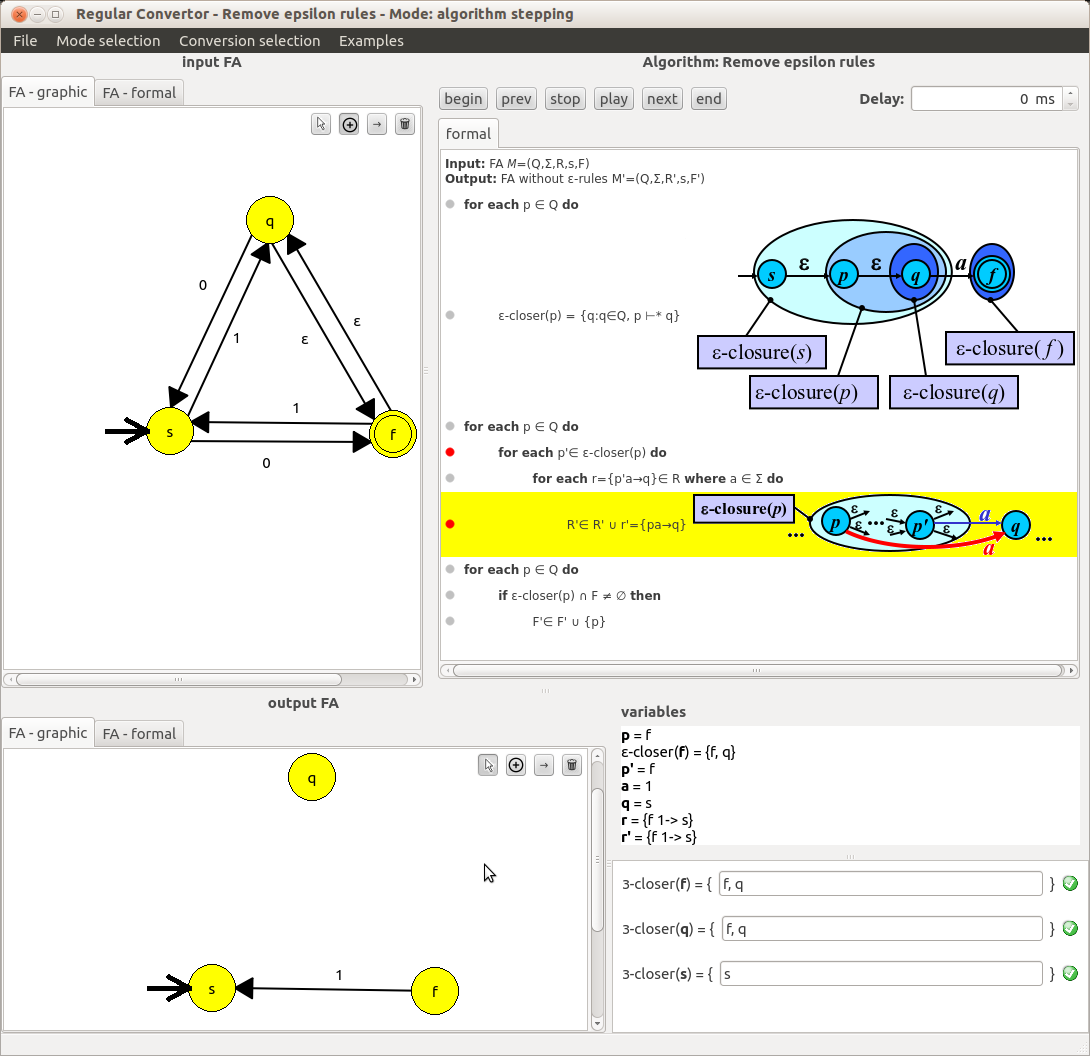 Regular Convertor - Remove epsilon rules - Mode: algorithm stepping
File Mode selection Conversion selection Examples
input FA
FA - graphic FA - formal
q
0
ε
1
ε
1
s
f
0
Algorithm: Remove epsilon rules
begin prev stop play next end Delay: 0 ms
formal
Input: FA M=(Q,Σ,R,s,F)
Output: FA without ε-rules M'=(Q,Σ,R',s,F')
for each p ∈ Q do
s ε p ε q a f
ε-closer(p) = {q:q∈Q, p ⊢* q}
ε-closure(s)
ε-closure(f)
ε-closure(p)
ε-closure(q)
for each p ∈ Q do
for each p'∈ ε-closer(p) do
for each r={p'a→q}∈ R where a ∈ Σ do
R'∈ R' ∪ r'={pa→q}
ε-closure(p)
... p ε ε ... ε ε p' ε ε a q ...
a
for each p ∈ Q do
if ε-closer(p) ∩ F ≠ ∅ then
F'∈ F' ∪ {p}
output FA
FA - graphic FA - formal
q
1
s
f
variables
p = f
ε-closer(f) = {f, q}
p' = f
a = 1
q = s
r = {f 1-> s}
r' = {f 1-> s}
ɜ-closer(f) = { f, q }
ɜ-closer(q) = { f, q }
ɜ-closer(s) = { s }